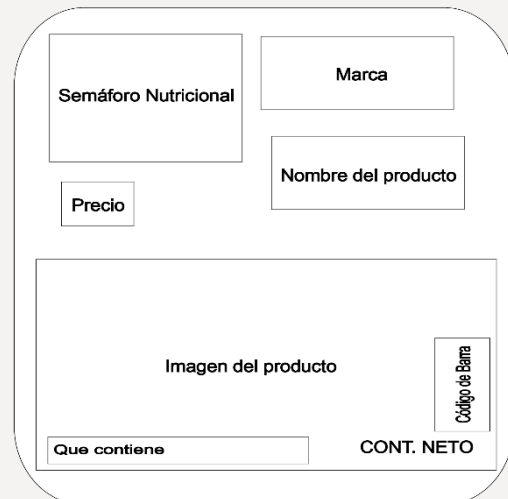 Semáforo Nutricional
Marca
Nombre del producto
Precio
Imagen del producto
Código de Barra
Que contiene
CONT. NETO